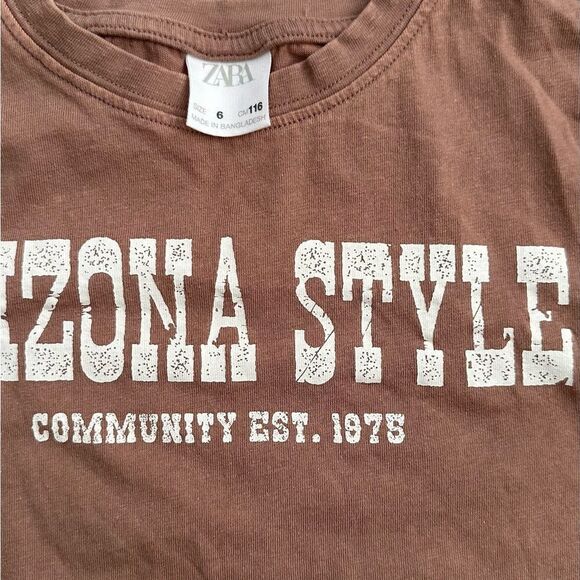 ZARA
SIZE 6 CM 116
MADE IN BANGLADESH
IZONA STYLE
COMMUNITY EST. 1975